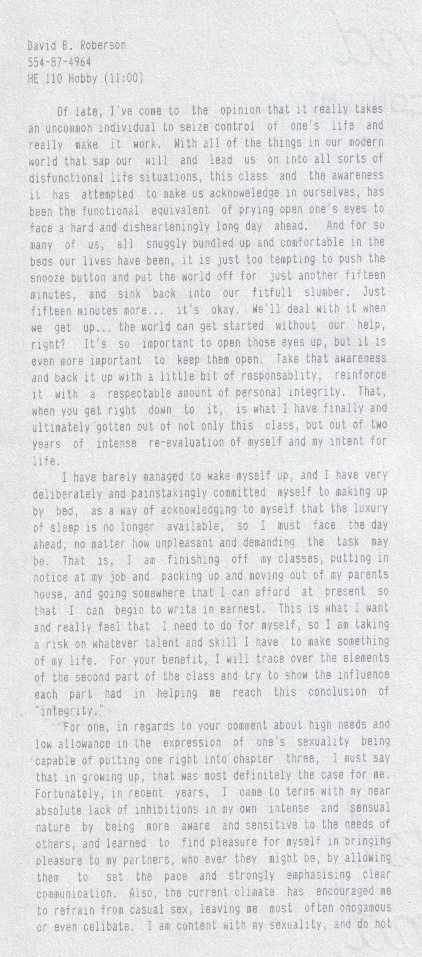 David B. Roberson
554-87-4964
HE 110 Hobby (11:00)
Of late, I've come to the opinion that it really takes
an uncommon individual to seize control of one's life and
really make it work. With all of the things in our modern
world that sap our will and lead us on into all sorts of
disfunctional life situations, this class and the awareness
it has attempted to make us acknoweledge in ourselves, has
been the functional equivalent of prying open one's eyes to
face a hard and dishearteningly long day ahead. And for so
many of us, all snuggly bundled up and comfortable in the
beds our lives have been, it is just too tempting to push the
snooze button and put the world off for just another fifteen
minutes, and sink back into our fitfull slumber. Just
fifteen minutes more... it's okay. We'll deal with it when
we get up... the world can get started without our help,
right? It's so important to open those eyes up, but it is
even more important to keep them open. Take that awareness
and back it up with a little bit of responsablity, reinforce
it with a respectable amount of personal integrity. That,
when you get right down to it, is what I have finally and
ultimately gotten out of not only this class, but out of two
years of intense re-evaluation of myself and my intent for
life.
I have barely managed to wake myself up, and I have very
deliberately and painstakingly committed myself to making up
by bed, as a way of acknowledging to myself that the luxury
of sleep is no longer available, so I must face the day
ahead, no matter how unpleasant and demanding the task may
be. That is, I am finishing off my classes, putting in
notice at my job and packing up and moving out of my parents
house, and going somewhere that I can afford at present so
that I can begin to write in earnest. This is what I want
and really feel that I need to do for myself, so I am taking
a risk on whatever talent and skill I have to make something
of my life. For your benefit, I will trace over the elements
of the second part of the class and try to show the influence
each part had in helping me reach this conclusion of
"integrity."
For one, in regards to your comment about high needs and
low allowance in the expression of one's sexuality being
capable of putting one right into chapter three, I must say
that in growing up, that was most definitely the case for me.
Fortunately, in recent years, I came to terms with my near
absolute lack of inhibitions in my own intense and sensual
nature by being more aware and sensitive to the needs of
others, and learned to find pleasure for myself in bringing
pleasure to my partners, who ever they might be, by allowing
them to set the pace and strongly emphasising clear
communication. Also, the current climate has encouraged me
to refrain from casual sex, leaving me most often onogamous
or even celibate. I am content with my sexuality, and do not